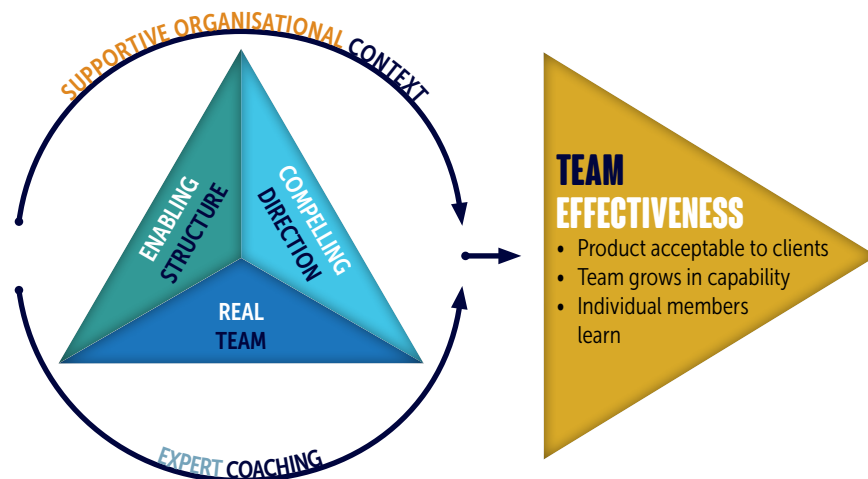 SUPPORTIVE ORGANISATIONAL CONTEXT
ENABLING
STRUCTURE
COMPELLING
DIRECTION
REAL
TEAM
EXPERT COACHING
TEAM
EFFECTIVENESS
• Product acceptable to clients
• Team grows in capability
• Individual members
learn